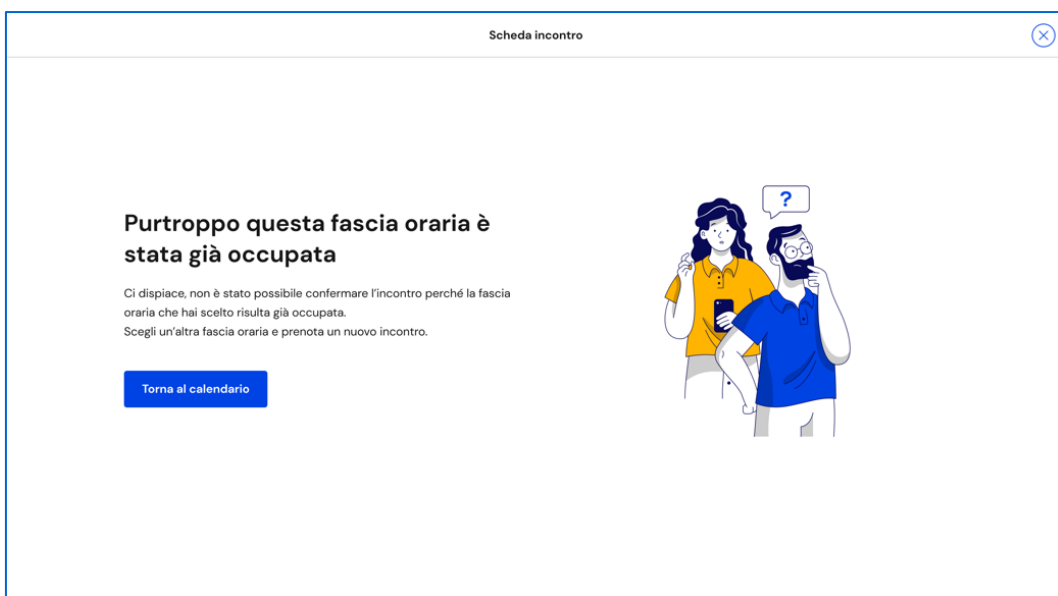 Scheda incontro
?
Purtroppo questa fascia oraria è
stata già occupata
Ci dispiace, non è stato possibile confermare l’incontro perché la fascia
oraria che hai scelto risulta già occupata.
Scegli un’altra fascia oraria e prenota un nuovo incontro.
Torna al calendario